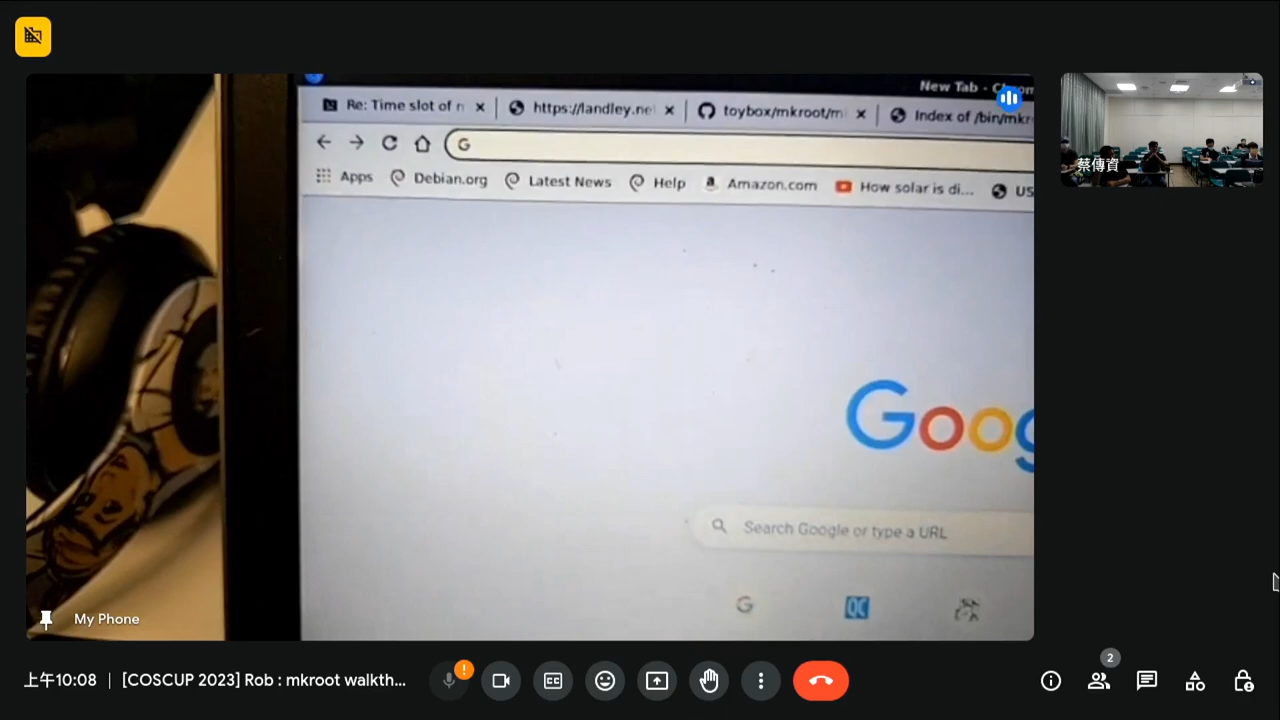 New Tab - Chrom
Re: Time slot of n
https://landley.ne
toybox/mkroot/m
Index of /bin/mkr
Apps
Debian.org
Latest News
Help
Amazon.com
How solar is di...
US
蔡傳資
Goog
Search Google or type a URL
QC
My Phone
上午10:08 | [COSCUP 2023] Rob : mkroot walkth...
2